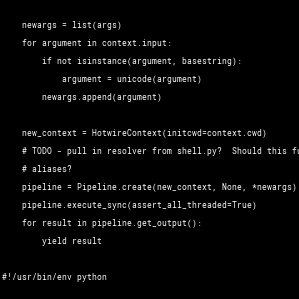 newargs = list(args)
for argument in context.input:
if not isinstance(argument, basestring):
argument = unicode(argument)
newargs.append(argument)
new_context = HotwireContext(initcwd=context.cwd)
# TODO - pull in resolver from shell.py? Should this
# aliases?
pipeline = Pipeline.create(new_context, None, *newargs)
pipeline.execute_sync(assert_all_threaded=True)
for result in pipeline.get_output():
yield result
#!/usr/bin/env python